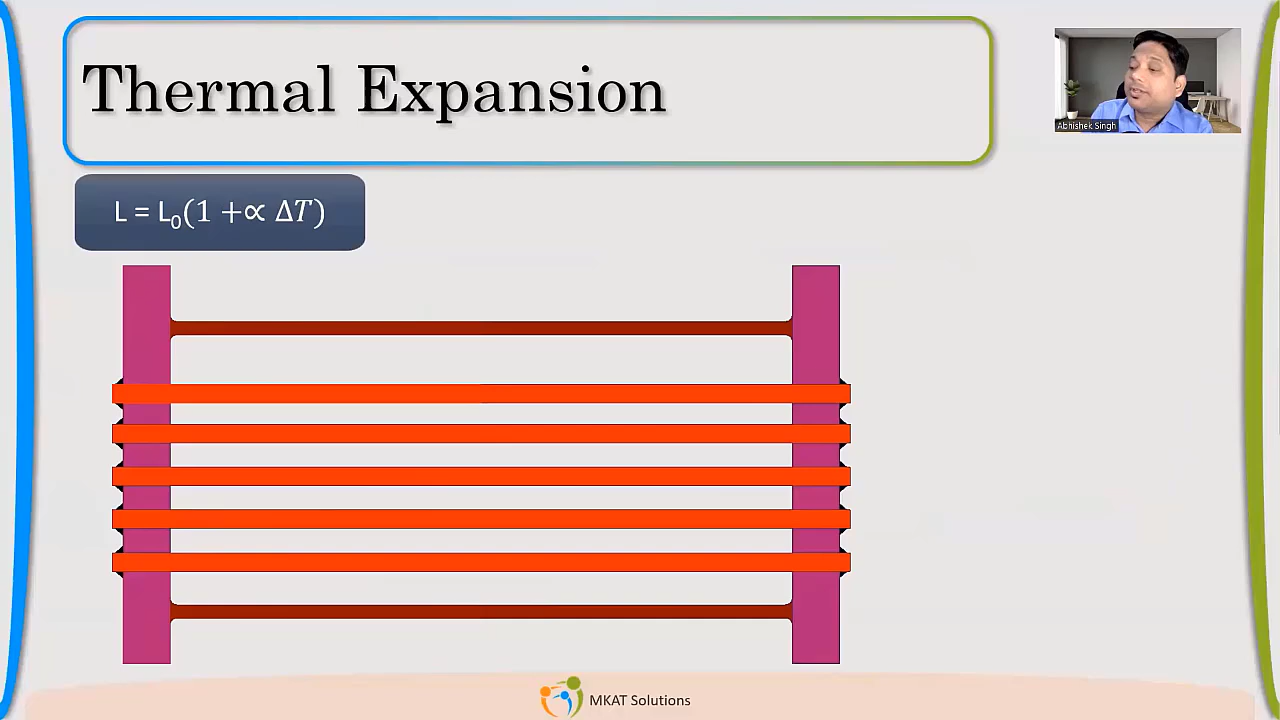 Thermal Expansion
Abhishek Singh
L = L₀(1 +∝ ΔT)
MKAT Solutions